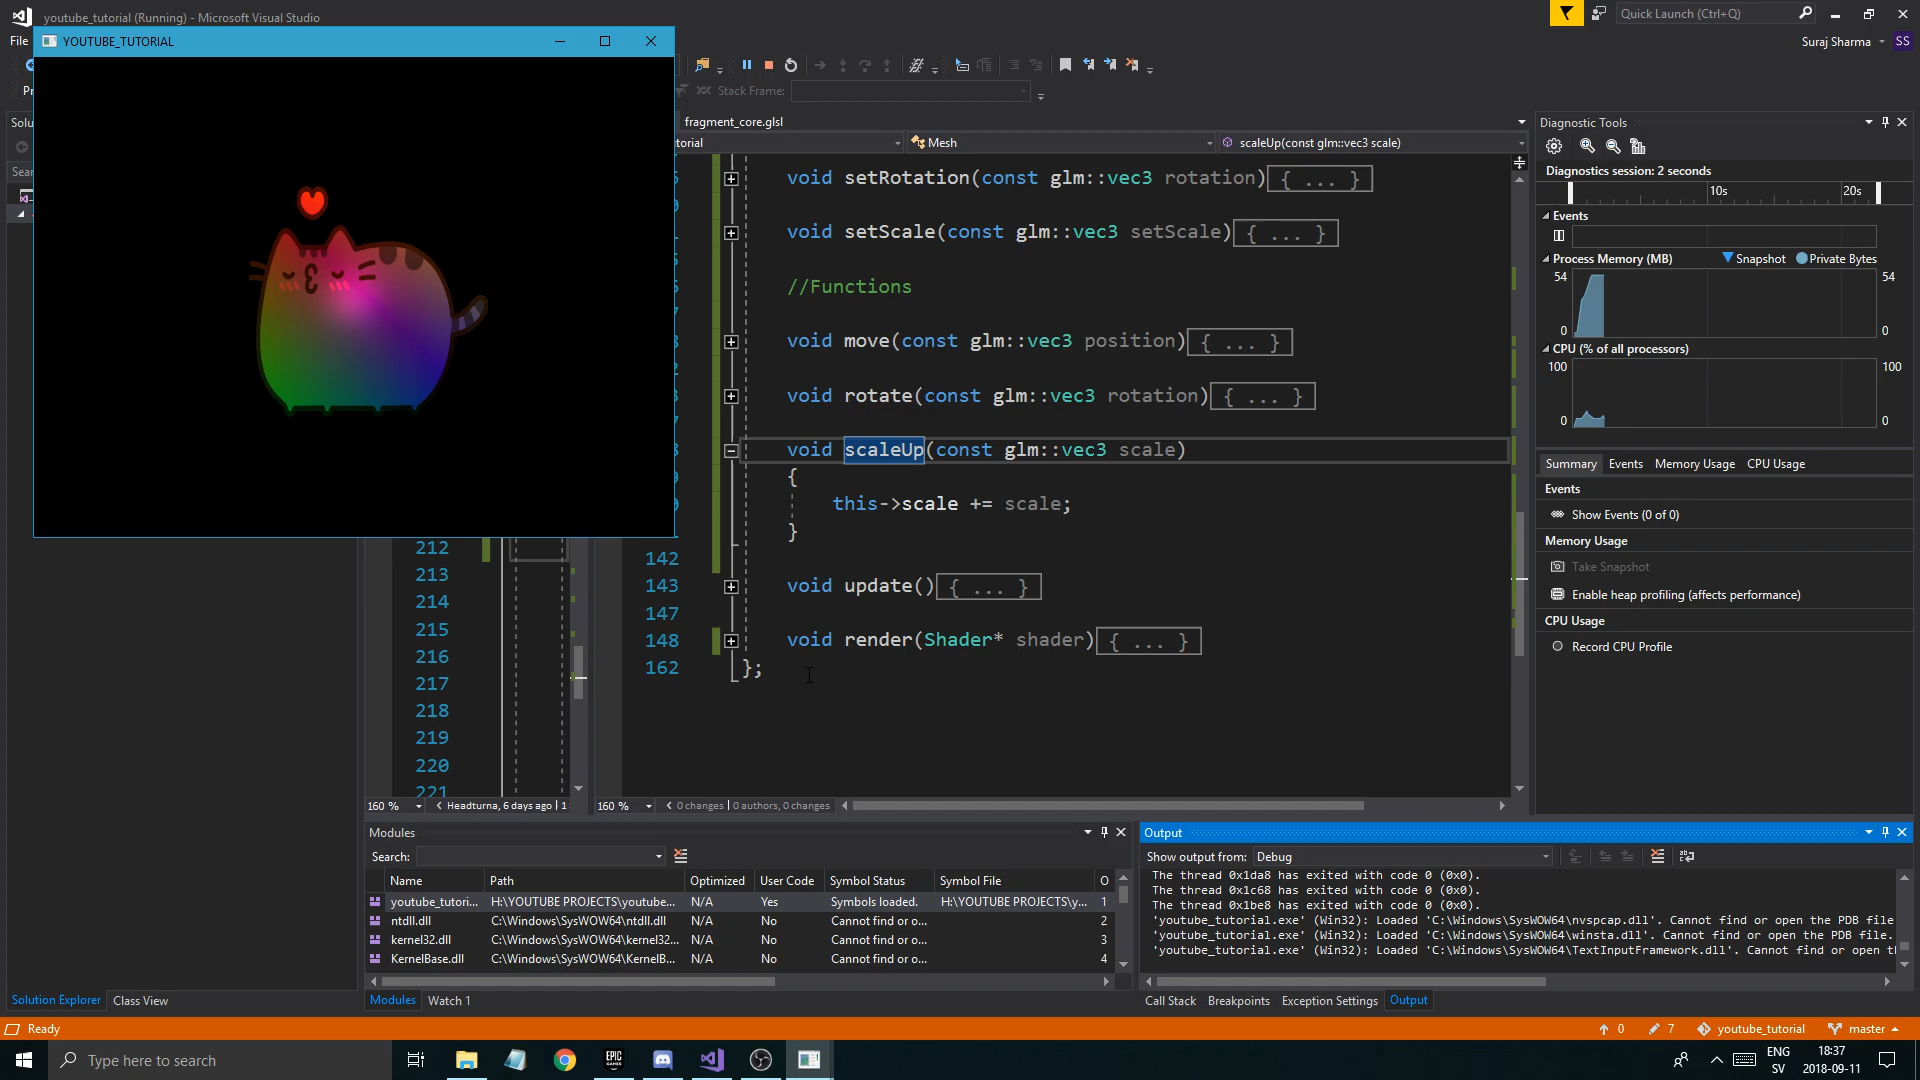 youtube_tutorial (Running) - Microsoft Visual Studio
Quick Launch (Ctrl+Q)
File
YOUTUBE_TUTORIAL
Suraj Sharma
SS
Stack Frame:
fragment_core.glsl
Mesh
scaleUp(const glm::vec3 scale)
void setRotation(const glm::vec3 rotation){ ... }
void setScale(const glm::vec3 setScale){ ... }
//Functions
void move(const glm::vec3 position){ ... }
void rotate(const glm::vec3 rotation){ ... }
void scaleUp(const glm::vec3 scale)
{
this->scale += scale;
}
142
143 void update(){ ... }
147
148 void render(Shader* shader){ ... }
162 };
212
213
214
215
216
217
218
219
220
221
160 %
Headturna, 6 days ago | 1
160 %
0 changes | 0 authors, 0 changes
Diagnostic Tools
Diagnostics session: 2 seconds
10s
20s
Events
Process Memory (MB)
Snapshot
Private Bytes
54
54
0
0
CPU (% of all processors)
100
100
0
0
Summary Events Memory Usage CPU Usage
Events
Show Events (0 of 0)
Memory Usage
Take Snapshot
Enable heap profiling (affects performance)
CPU Usage
Record CPU Profile
Modules
Search:
Name Path Optimized User Code Symbol Status Symbol File O
youtube_tutori... H:\YOUTUBE PROJECTS\youtube... N/A Yes Symbols loaded. H:\YOUTUBE PROJECTS\y... 1
ntdll.dll C:\Windows\SysWOW64\ntdll.dll N/A No Cannot find or o... 2
kernel32.dll C:\Windows\SysWOW64\kernel32... N/A No Cannot find or o... 3
KernelBase.dll C:\Windows\SysWOW64\KernelB... N/A No Cannot find or o... 4
Modules Watch 1
Solution Explorer Class View
Output
Show output from: Debug
The thread 0x1da8 has exited with code 0 (0x0).
The thread 0x1c68 has exited with code 0 (0x0).
The thread 0x1be8 has exited with code 0 (0x0).
'youtube_tutorial.exe' (Win32): Loaded 'C:\Windows\SysWOW64\nvspcap.dll'. Cannot find or open the PDB file
'youtube_tutorial.exe' (Win32): Loaded 'C:\Windows\SysWOW64\winsta.dll'. Cannot find or open the PDB file.
'youtube_tutorial.exe' (Win32): Loaded 'C:\Windows\SysWOW64\TextInputFramework.dll'. Cannot find or open
Call Stack Breakpoints Exception Settings Output
Ready
0
7
youtube_tutorial
master
Type here to search
EPIC GAMES
ENG
SV
18:37
2018-09-11